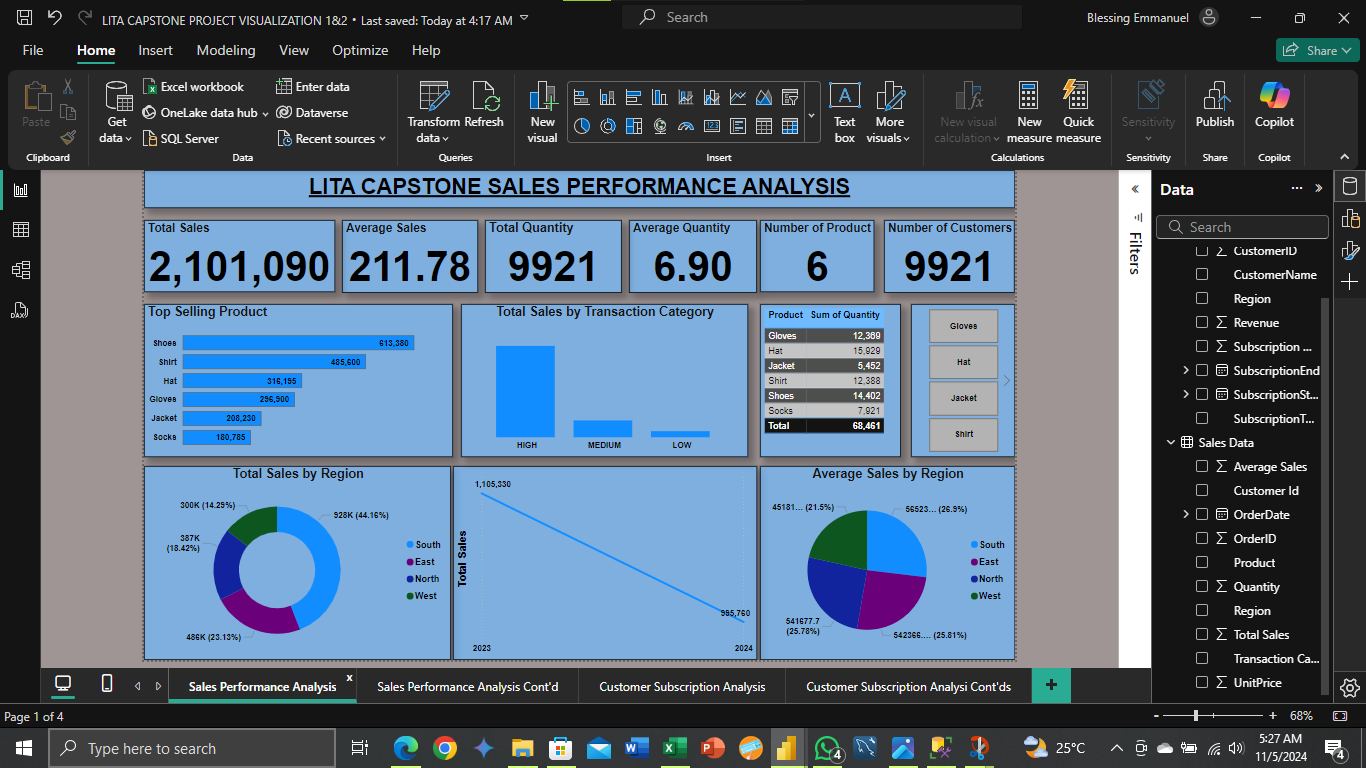 LITA CAPSTONE PROJECT VISUALIZATION 1&2 • Last saved: Today at 4:17 AM
Search
Blessing Emmanuel
File
Home
Insert
Modeling
View
Optimize
Help
Share
Paste
Clipboard
Get data
Excel workbook
OneLake data hub
SQL Server
Enter data
Dataverse
Recent sources
Data
Transform data
Refresh
Queries
New visual
Text box
More visuals
Insert
New visual calculation
New measure
Quick measure
Calculations
Sensitivity
Sensitivity
Publish
Share
Copilot
Copilot
LITA CAPSTONE SALES PERFORMANCE ANALYSIS
Total Sales
2,101,090
Average Sales
211.78
Total Quantity
9921
Average Quantity
6.90
Number of Product
6
Number of Customers
9921
Top Selling Product
Shoes 613,380
Shirt 485,600
Hat 316,195
Gloves 296,900
Jacket 208,230
Socks 180,785
Total Sales by Transaction Category
HIGH
MEDIUM
LOW
Product Sum of Quantity
Gloves 12,369
Hat 15,929
Jacket 5,452
Shirt 12,388
Shoes 14,402
Socks 7,921
Total 68,461
Gloves
Hat
Jacket
Shirt
Total Sales by Region
300K (14.29%)
928K (44.16%)
387K
(18.42%)
486K (23.13%)
South
East
North
West
Total Sales
1,105,330
995,760
2023
2024
Average Sales by Region
45181... (21.5%)
56523... (26.9%)
541677.7
(25.78%)
542366.... (25.81%)
South
East
North
West
Filters
Data
Search
CustomerID
CustomerName
Region
Revenue
Subscription ...
SubscriptionEnd
SubscriptionSt...
SubscriptionT...
Sales Data
Average Sales
Customer Id
OrderDate
OrderID
Product
Quantity
Region
Total Sales
Transaction Ca...
UnitPrice
Sales Performance Analysis
Sales Performance Analysis Cont'd
Customer Subscription Analysis
Customer Subscription Analysi Cont'ds
Page 1 of 4
68%
Type here to search
4
25°C
5:27 AM
11/5/2024
4